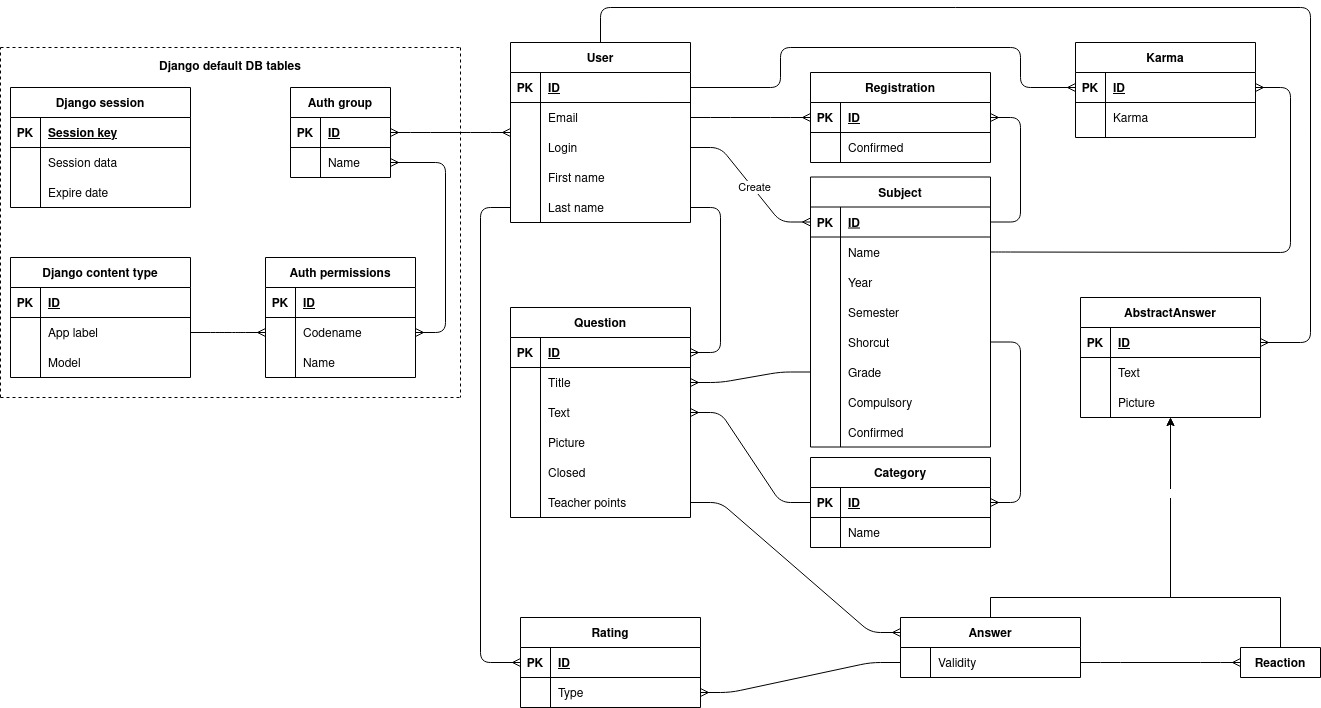 Django default DB tables
Django session
PK Session key
Session data
Expire date
Auth group
PK ID
Name
Django content type
PK ID
App label
Model
Auth permissions
PK ID
Codename
Name
User
PK ID
Email
Login
First name
Last name
Create
Registration
PK ID
Confirmed
Karma
PK ID
Karma
Subject
PK ID
Name
Year
Semester
Shorcut
Grade
Compulsory
Confirmed
Question
PK ID
Title
Text
Picture
Closed
Teacher points
Category
PK ID
Name
AbstractAnswer
PK ID
Text
Picture
Rating
PK ID
Type
Answer
Validity
Reaction